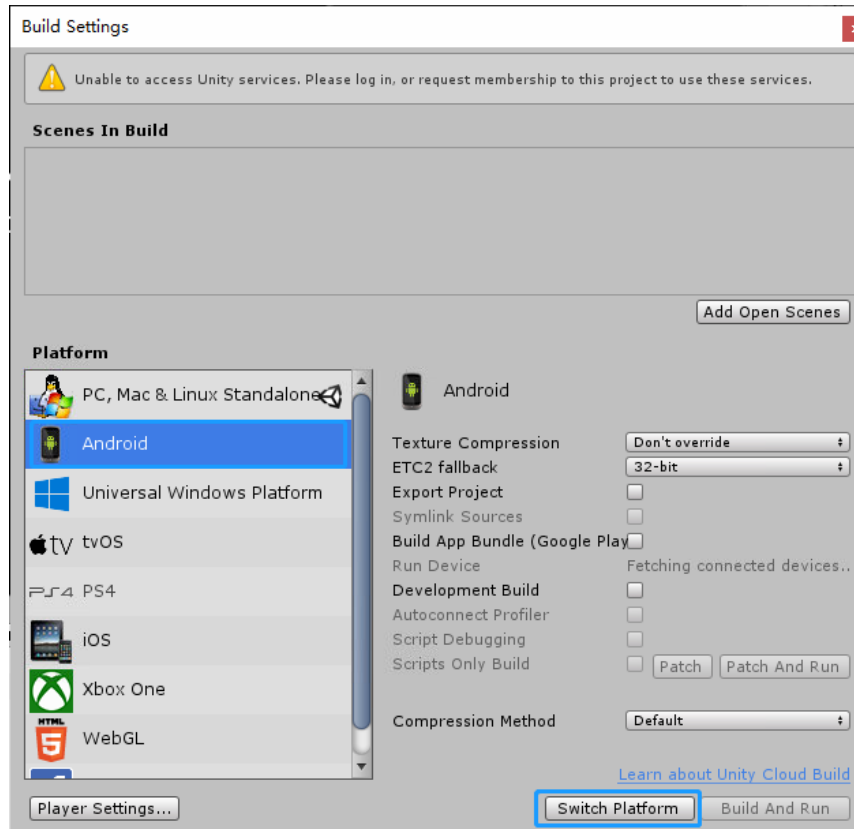 Build Settings
Unable to access Unity services. Please log in, or request membership to this project to use these services.
Scenes In Build
Add Open Scenes
Platform
PC, Mac & Linux Standalone
Android
Universal Windows Platform
tv tvOS
PS4 PS4
iOS
Xbox One
HTML
5
WebGL
Android
Texture Compression Don't override
ETC2 fallback 32-bit
Export Project
Symlink Sources
Build App Bundle (Google Play
Run Device Fetching connected devices..
Development Build
Autoconnect Profiler
Script Debugging
Scripts Only Build Patch Patch And Run
Compression Method Default
Learn about Unity Cloud Build
Player Settings... Switch Platform Build And Run